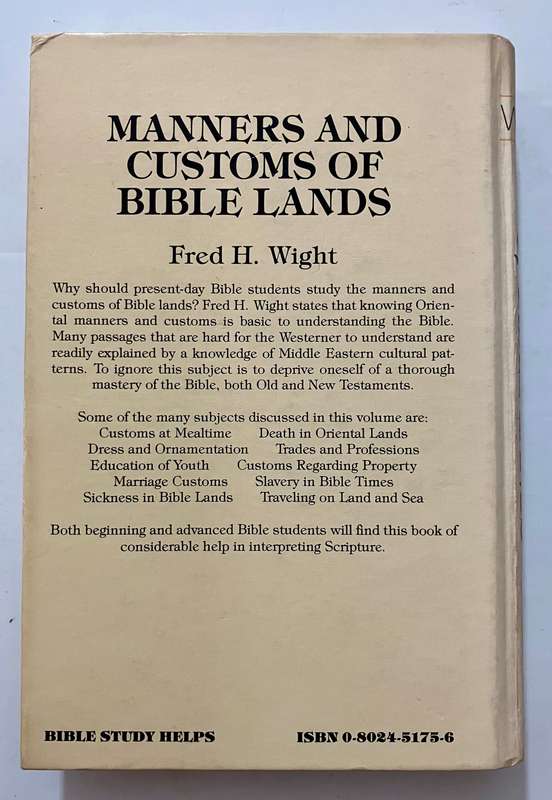 MANNERS AND
CUSTOMS OF
BIBLE LANDS
Fred H. Wight
Why should present-day Bible students study the manners and
customs of Bible lands? Fred H. Wight states that knowing Orien-
tal manners and customs is basic to understanding the Bible.
Many passages that are hard for the Westerner to understand are
readily explained by a knowledge of Middle Eastern cultural pat-
terns. To ignore this subject is to deprive oneself of a thorough
mastery of the Bible, both Old and New Testaments.
Some of the many subjects discussed in this volume are:
Customs at Mealtime Death in Oriental Lands
Dress and Ornamentation Trades and Professions
Education of Youth Customs Regarding Property
Marriage Customs Slavery in Bible Times
Sickness in Bible Lands Traveling on Land and Sea
Both beginning and advanced Bible students will find this book of
considerable help in interpreting Scripture.
BIBLE STUDY HELPS ISBN 0-8024-5175-6